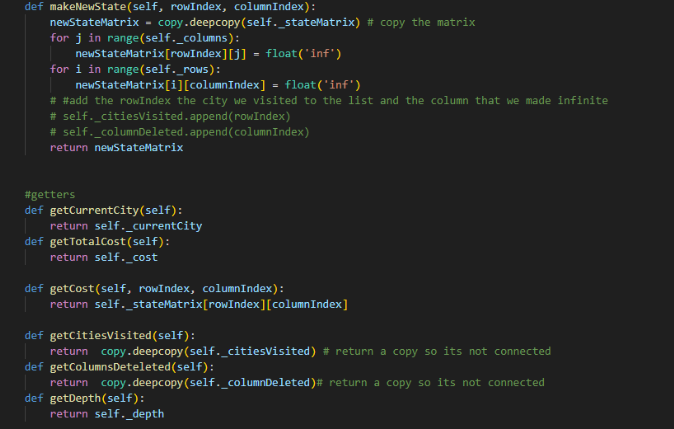 def makeNewState(self, rowIndex, columnIndex):
newStateMatrix = copy.deepcopy(self._stateMatrix) # copy the matrix
for j in range(self._columns):
newStateMatrix[rowIndex][j] = float('inf')
for i in range(self._rows):
newStateMatrix[i][columnIndex] = float('inf')
# #add the rowIndex the city we visited to the list and the column that we made infinite
# self._citiesVisited.append(rowIndex)
# self._columnDeleted.append(columnIndex)
return newStateMatrix
#getters
def getCurrentCity(self):
return self._currentCity
def getTotalCost(self):
return self._cost
def getCost(self, rowIndex, columnIndex):
return self._stateMatrix[rowIndex][columnIndex]
def getCitiesVisited(self):
return  copy.deepcopy(self._citiesVisited) # return a copy so its not connected
def getColumnsDeteleted(self):
return  copy.deepcopy(self._columnDeleted)# return a copy so its not connected
def getDepth(self):
return self._depth